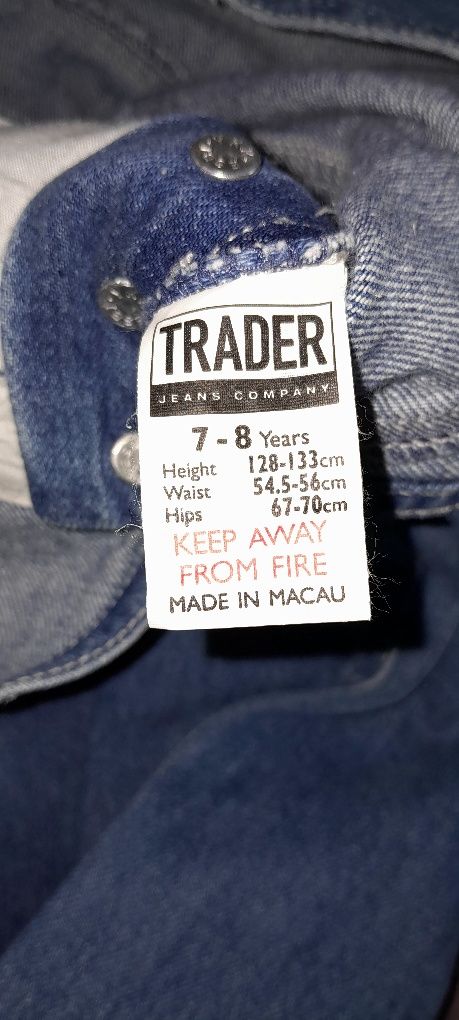 TRADER
JEANS COMPANY
7 - 8 Years
Height 128-133cm
Waist 54.5-56cm
Hips 67-70cm
KEEP AWAY
FROM FIRE
MADE IN MACAU